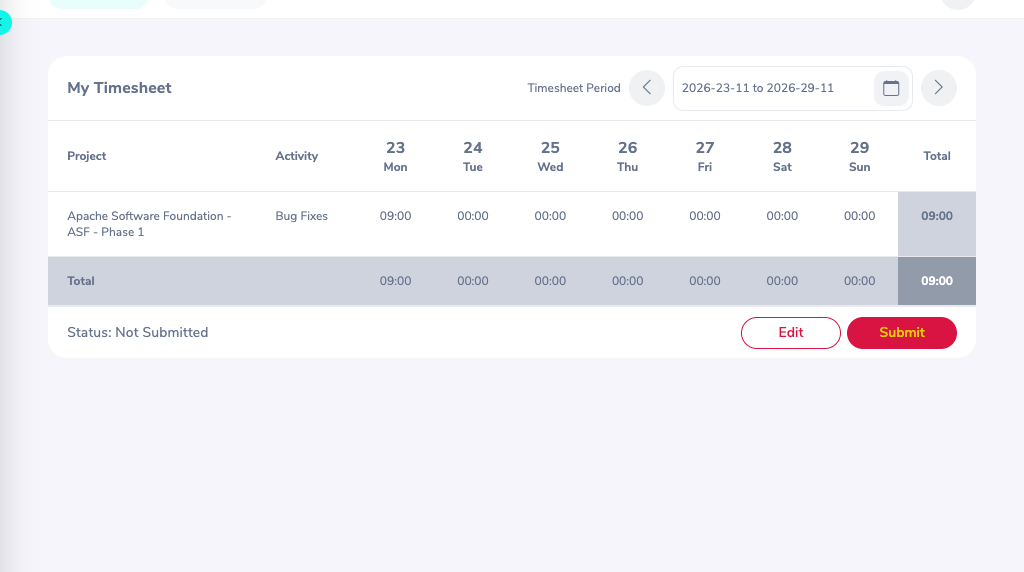 My Timesheet
Timesheet Period
2026-23-11 to 2026-29-11
Project
Activity
23
Mon
24
Tue
25
Wed
26
Thu
27
Fri
28
Sat
29
Sun
Total
Apache Software Foundation -
ASF - Phase 1
Bug Fixes
09:00
00:00
00:00
00:00
00:00
00:00
00:00
09:00
Total
09:00
00:00
00:00
00:00
00:00
00:00
00:00
09:00
Status: Not Submitted
Edit
Submit